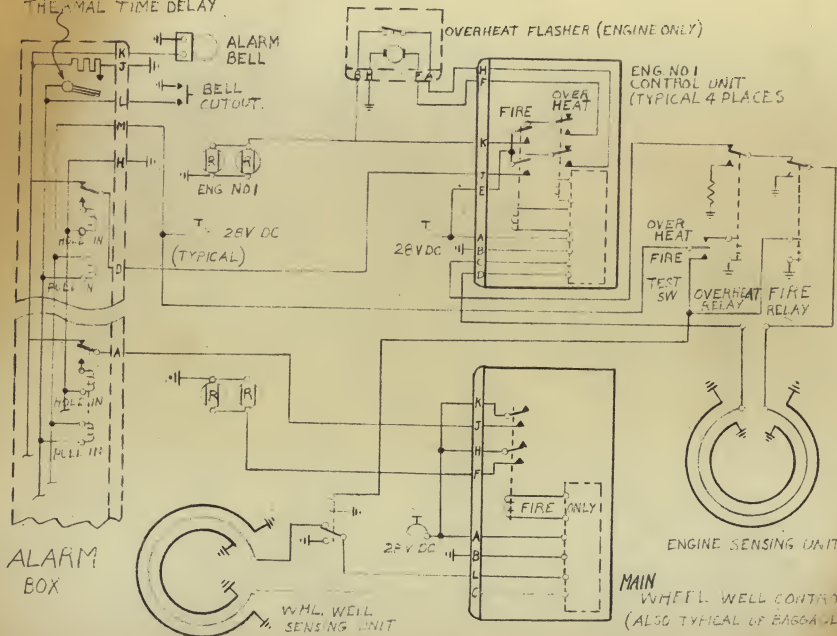 THERMAL TIME DELAY
K
J
L
M
H
D
A
ALARM
BELL
BELL
CUTOUT.
HOLD IN
PULL IN
HOLD IN
PULL IN
ALARM
BOX
R R
ENG NO 1
28V DC
(TYPICAL)
R R
OVERHEAT FLASHER (ENGINE ONLY)
B H F A
H
F
K
J
E
A
B
C
D
FIRE
OVER
HEAT
28V DC
ENG. NO 1
CONTROL UNIT
(TYPICAL 4 PLACES
OVER
HEAT
FIRE
TEST
SW
OVERHEAT
RELAY
FIRE
RELAY
ENGINE SENSING UNIT
K
J
H
F
A
B
L
C
FIRE ONLY
28V DC
WHL. WELL
SENSING UNIT
MAIN
WHEEL WELL
(ALSO TYPICAL OF